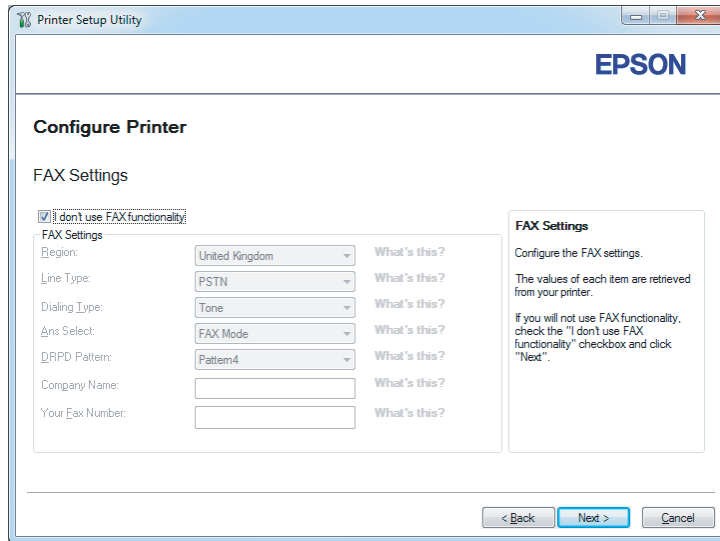 Printer Setup Utility
EPSON
Configure Printer
FAX Settings
I don't use FAX functionality
FAX Settings
Region: United Kingdom What's this?
Line Type: PSTN What's this?
Dialing Type: Tone What's this?
Ans Select: FAX Mode What's this?
DRPD Pattern: Pattern4 What's this?
Company Name: What's this?
Your Fax Number: What's this?
FAX Settings
Configure the FAX settings.
The values of each item are retrieved
from your printer.
If you will not use FAX functionality,
check the "I don't use FAX
functionality" checkbox and click
"Next".
< Back Next > Cancel